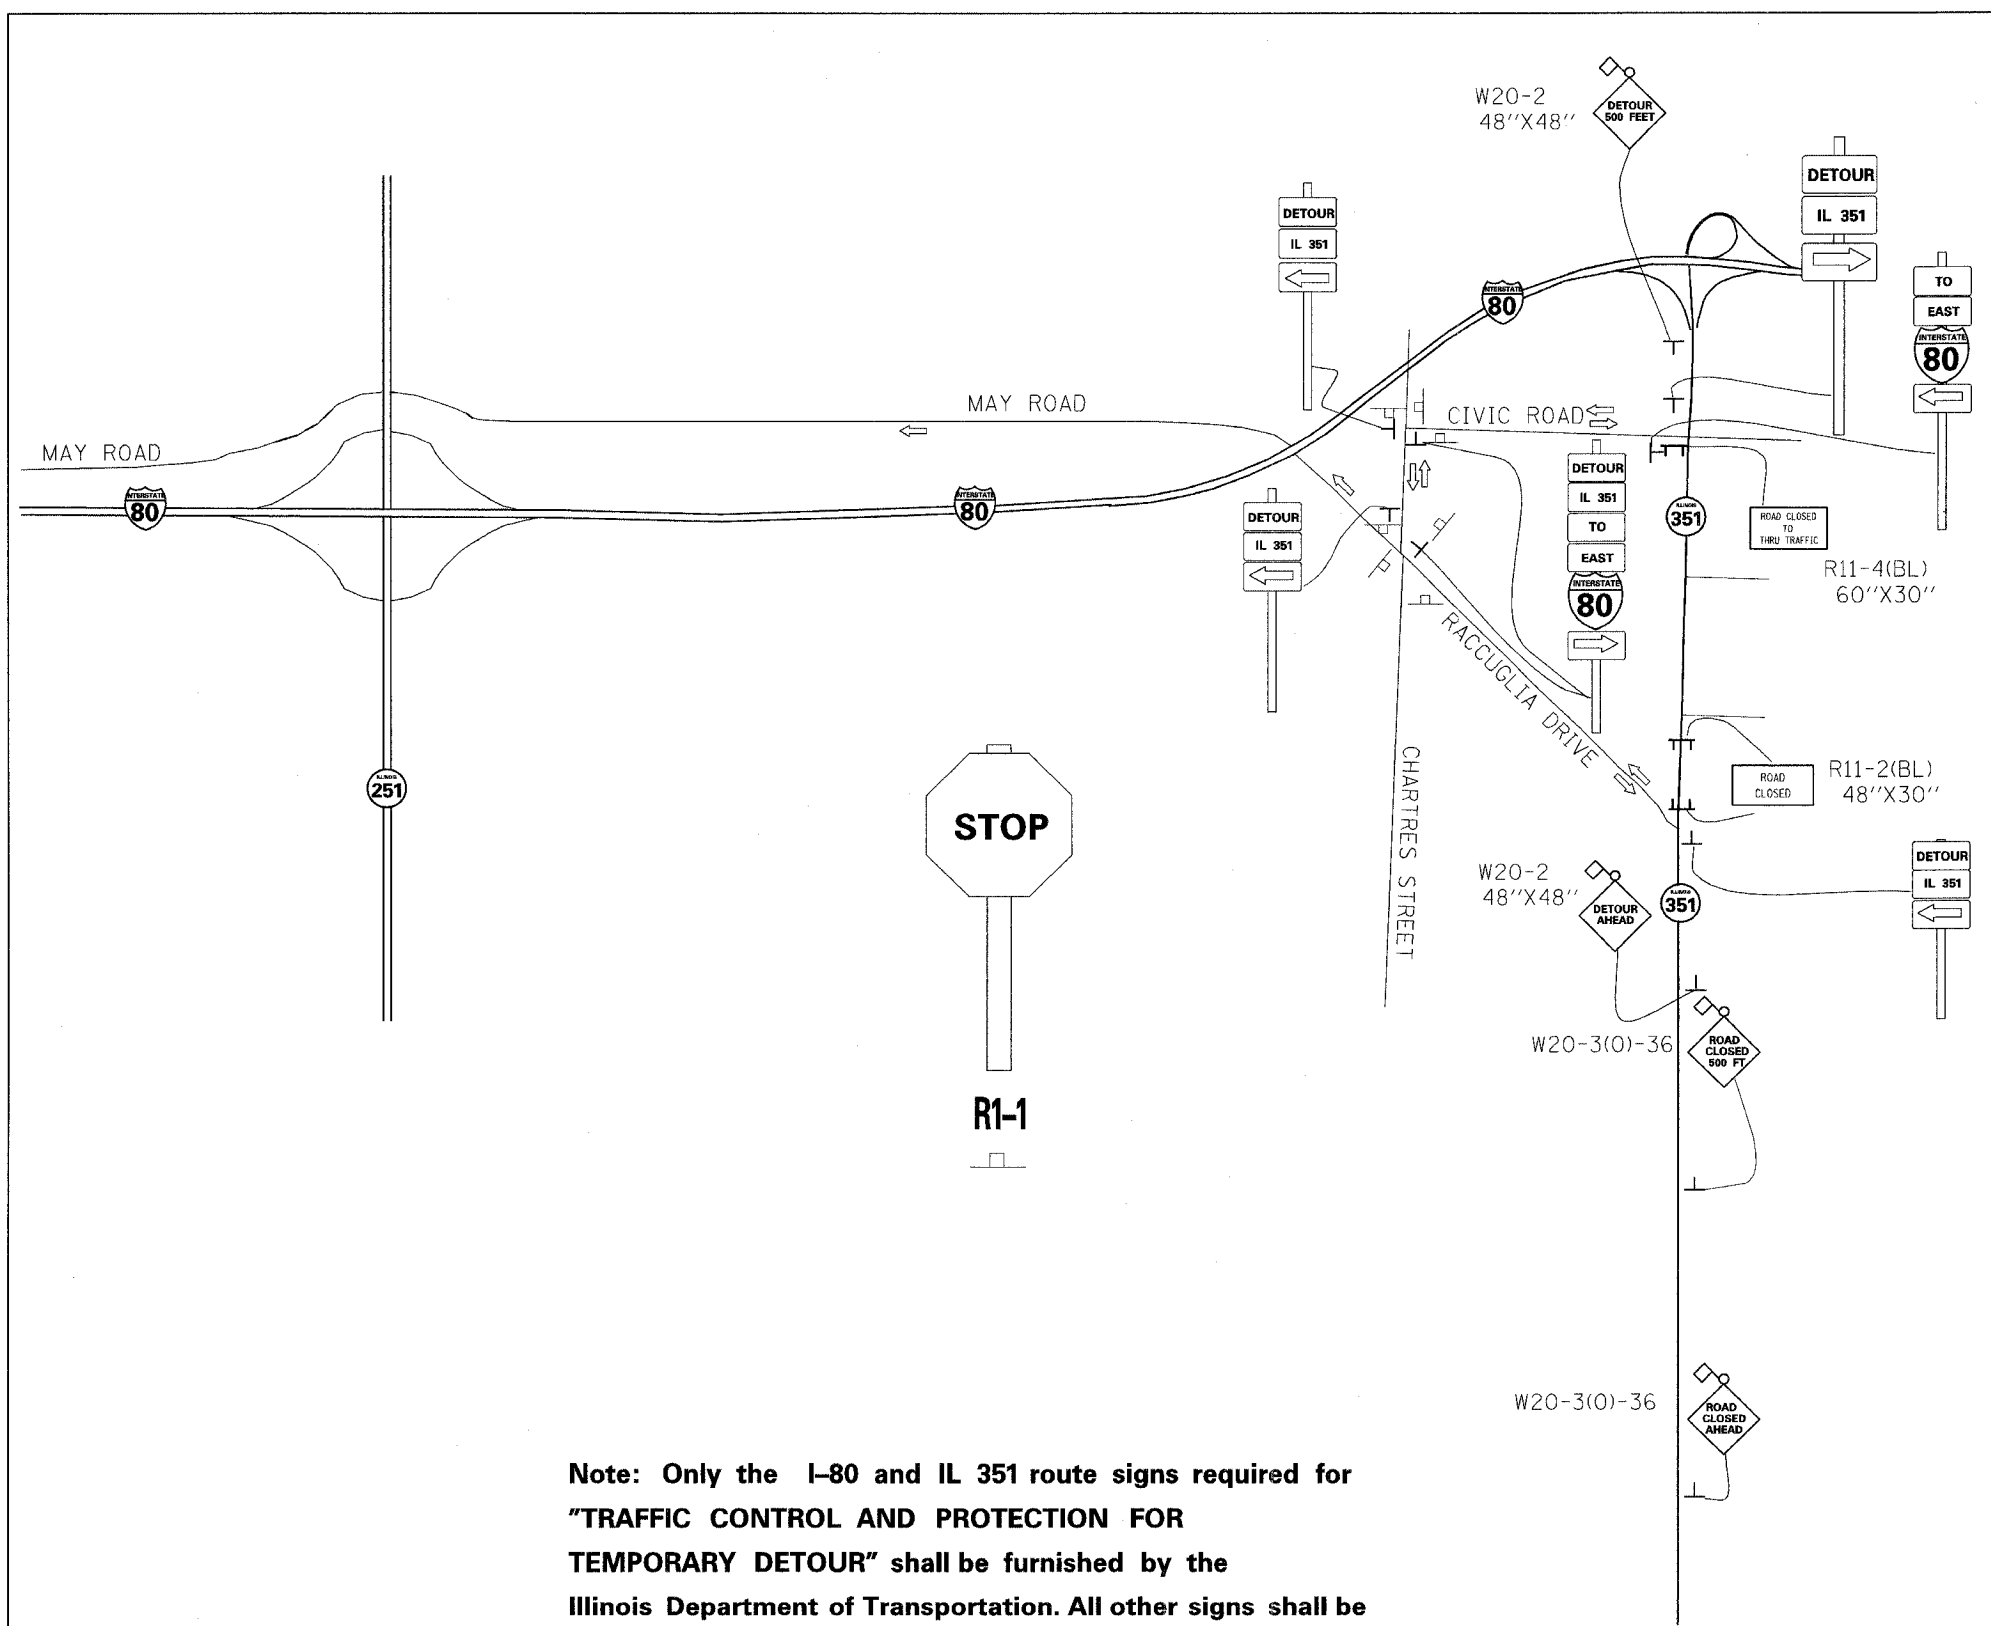 W20-2
48"X48"
DETOUR
500 FEET
DETOUR
IL 351
DETOUR
IL 351
TO
EAST
INTERSTATE
80
INTERSTATE
80
MAY ROAD
CIVIC ROAD
MAY ROAD
INTERSTATE
80
INTERSTATE
80
DETOUR
IL 351
DETOUR
IL 351
TO
EAST
INTERSTATE
80
ILLINOIS
351
ROAD CLOSED
TO
THRU TRAFFIC
R11-4(BL)
60"X30"
RACCUGLIA DRIVE
CHARTRES STREET
ROAD
CLOSED
R11-2(BL)
48"X30"
ILLINOIS
251
STOP
R1-1
W20-2
48"X48"
DETOUR
AHEAD
ILLINOIS
351
DETOUR
IL 351
W20-3(O)-36
ROAD
CLOSED
500 FT
W20-3(O)-36
ROAD
CLOSED
AHEAD
Note: Only the I-80 and IL 351 route signs required for
"TRAFFIC CONTROL AND PROTECTION FOR
TEMPORARY DETOUR" shall be furnished by the
Illinois Department of Transportation. All other signs shall be